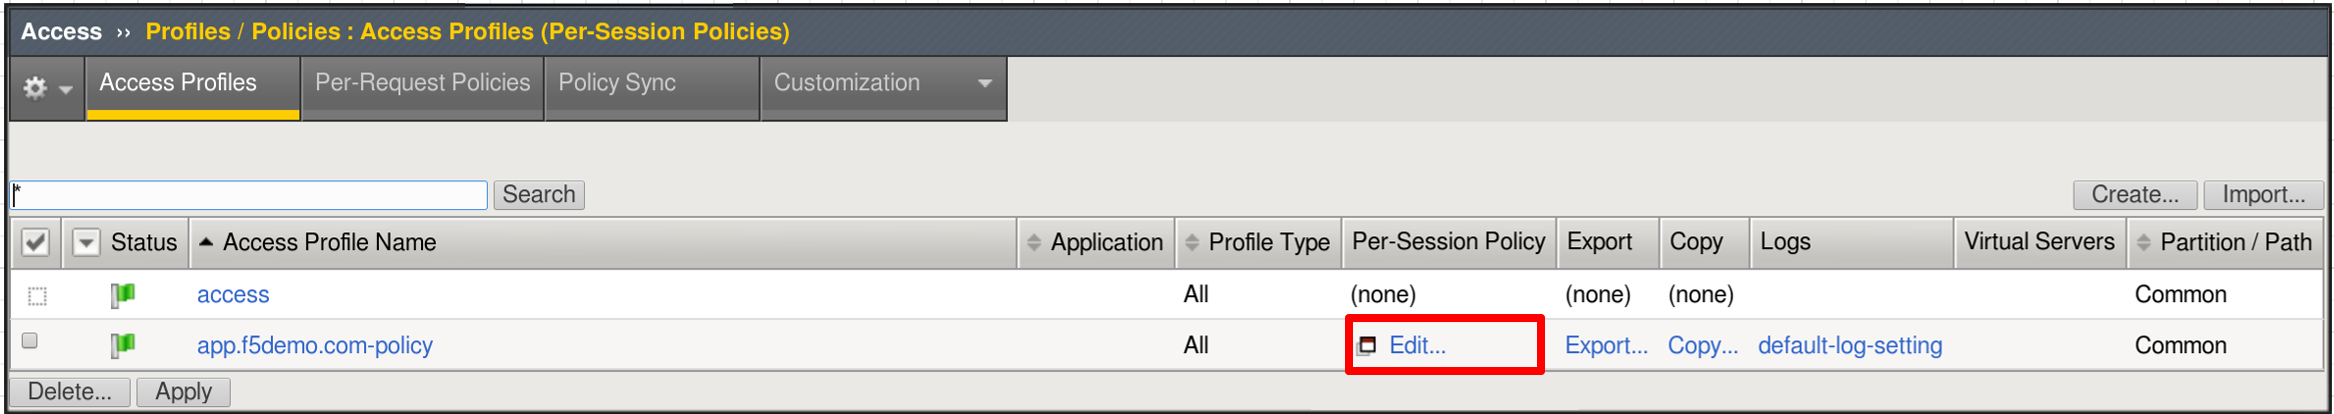 Access ›› Profiles / Policies : Access Profiles (Per-Session Policies)
Access Profiles Per-Request Policies Policy Sync Customization
* Search Create... Import...
Status Access Profile Name Application Profile Type Per-Session Policy Export Copy Logs Virtual Servers Partition / Path
access All (none) (none) (none) Common
app.f5demo.com-policy All Edit... Export... Copy... default-log-setting Common
Delete... Apply